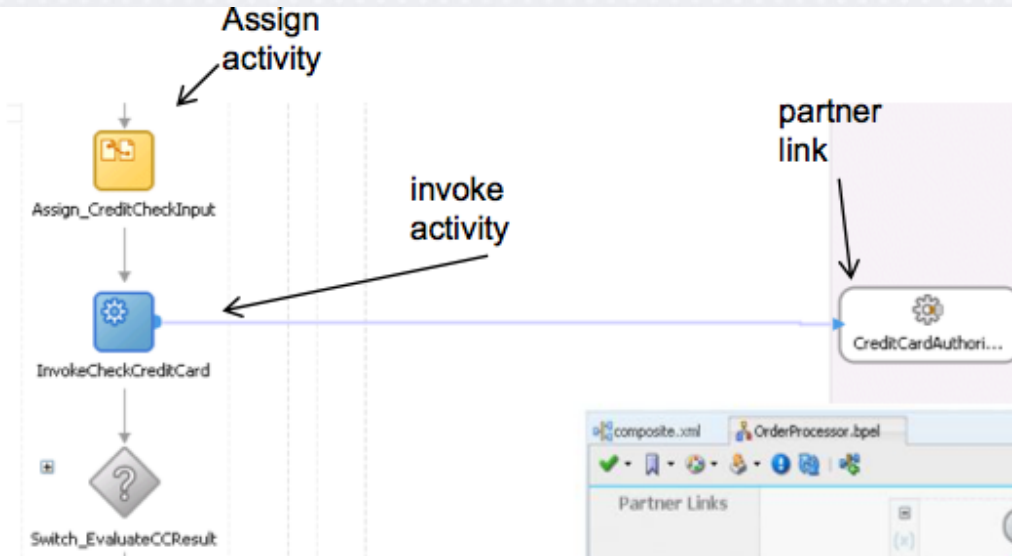 Assign
activity
partner
link
Assign_CreditCheckInput
invoke
activity
InvokeCheckCreditCard
CreditCardAuthori...
composite.xml
OrderProcessor.bpel
Partner Links
(x)
Switch_EvaluateCCResult